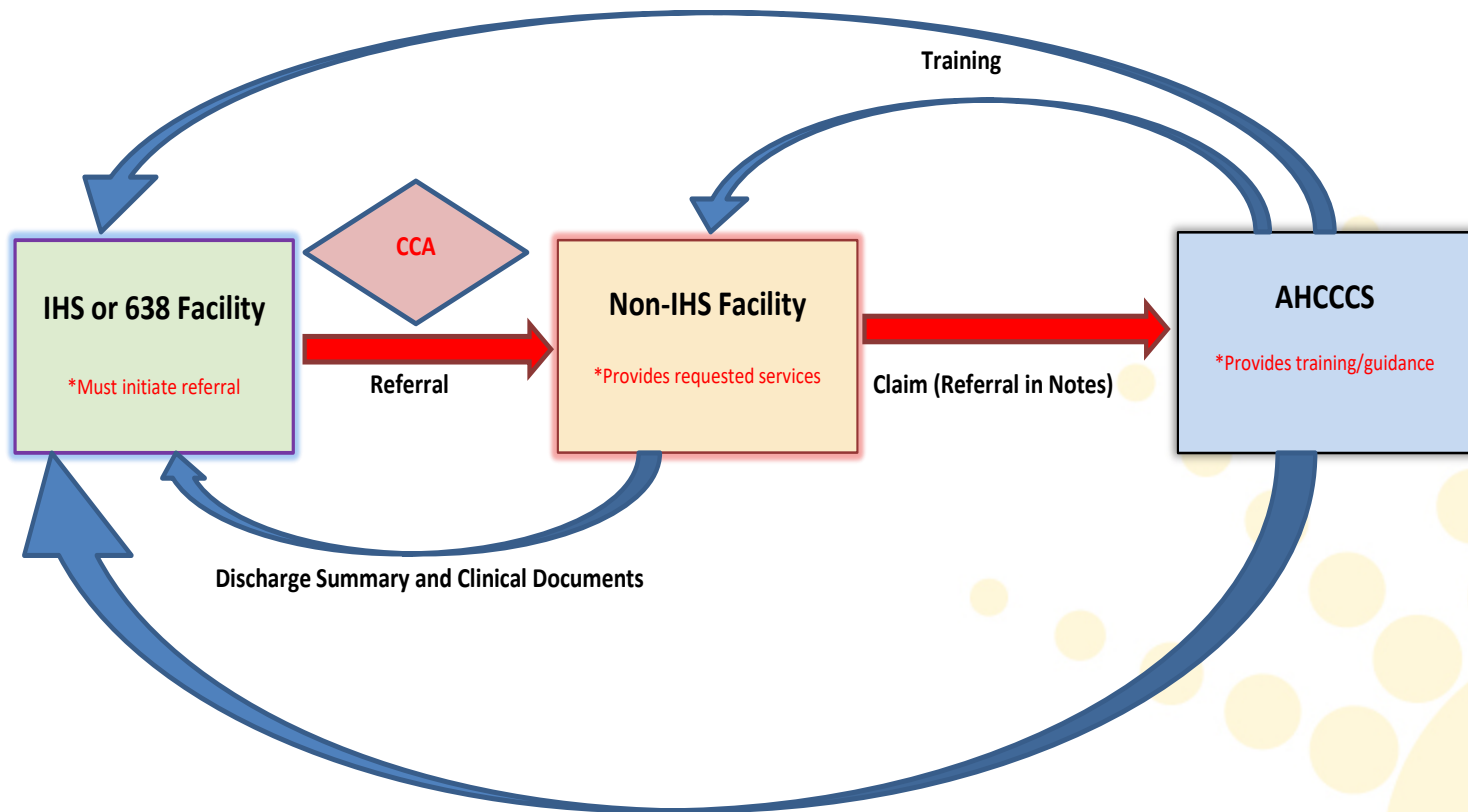 Training
CCA
IHS or 638 Facility
*Must initiate referral
Referral
Non-IHS Facility
*Provides requested services
Claim (Referral in Notes)
AHCCCS
*Provides training/guidance
Discharge Summary and Clinical Documents